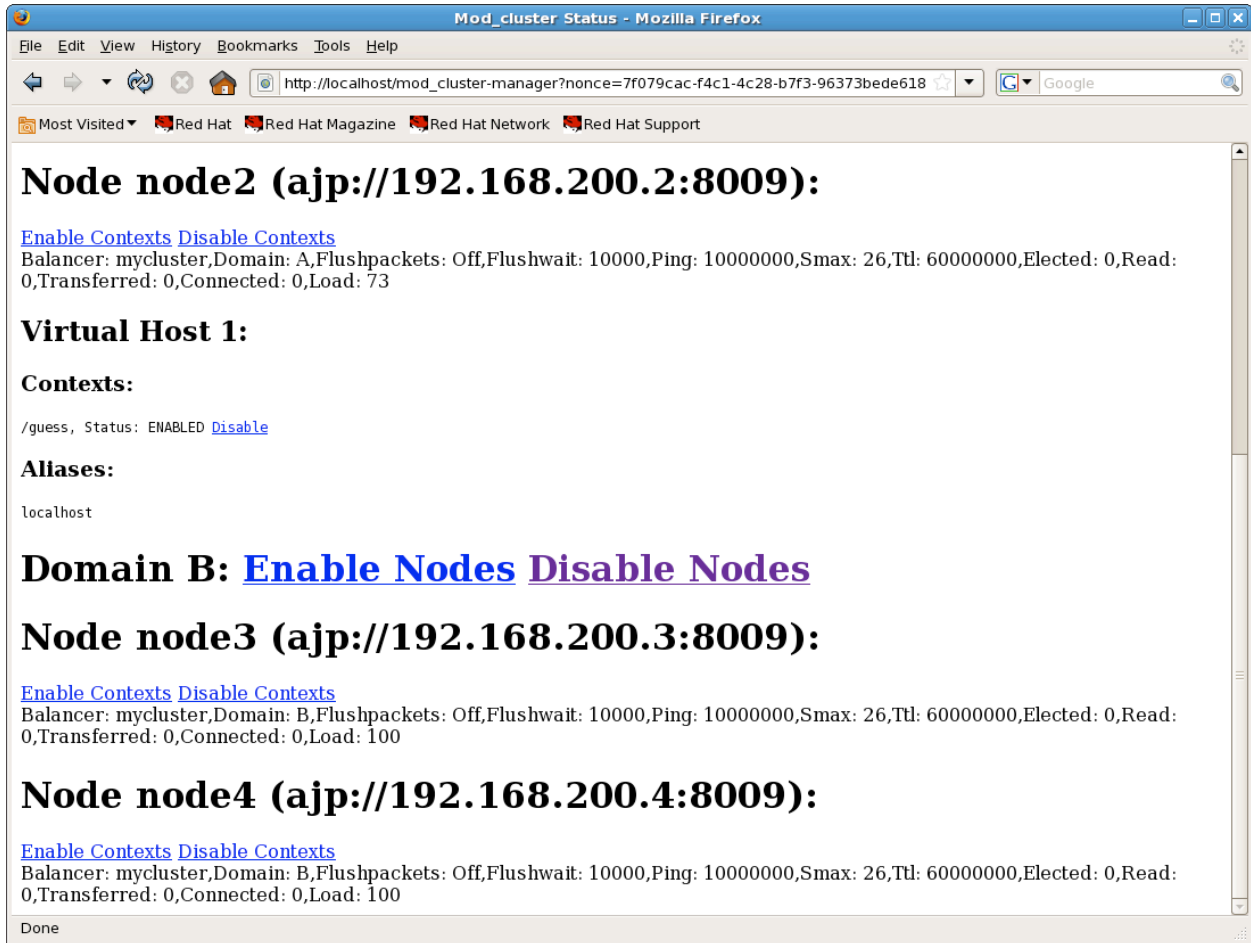 Mod_cluster Status - Mozilla Firefox
File Edit View History Bookmarks Tools Help
http://localhost/mod_cluster-manager?nonce=7f079cac-f4c1-4c28-b7f3-96373bede618 G Google
Most Visited Red Hat Red Hat Magazine Red Hat Network Red Hat Support
Node node2 (ajp://192.168.200.2:8009):
Enable Contexts Disable Contexts
Balancer: mycluster,Domain: A,Flushpackets: Off,Flushwait: 10000,Ping: 10000000,Smax: 26,Ttl: 60000000,Elected: 0,Read:
0,Transferred: 0,Connected: 0,Load: 73
Virtual Host 1:
Contexts:
/guess, Status: ENABLED Disable
Aliases:
localhost
Domain B: Enable Nodes Disable Nodes
Node node3 (ajp://192.168.200.3:8009):
Enable Contexts Disable Contexts
Balancer: mycluster,Domain: B,Flushpackets: Off,Flushwait: 10000,Ping: 10000000,Smax: 26,Ttl: 60000000,Elected: 0,Read:
0,Transferred: 0,Connected: 0,Load: 100
Node node4 (ajp://192.168.200.4:8009):
Enable Contexts Disable Contexts
Balancer: mycluster,Domain: B,Flushpackets: Off,Flushwait: 10000,Ping: 10000000,Smax: 26,Ttl: 60000000,Elected: 0,Read:
0,Transferred: 0,Connected: 0,Load: 100
Done